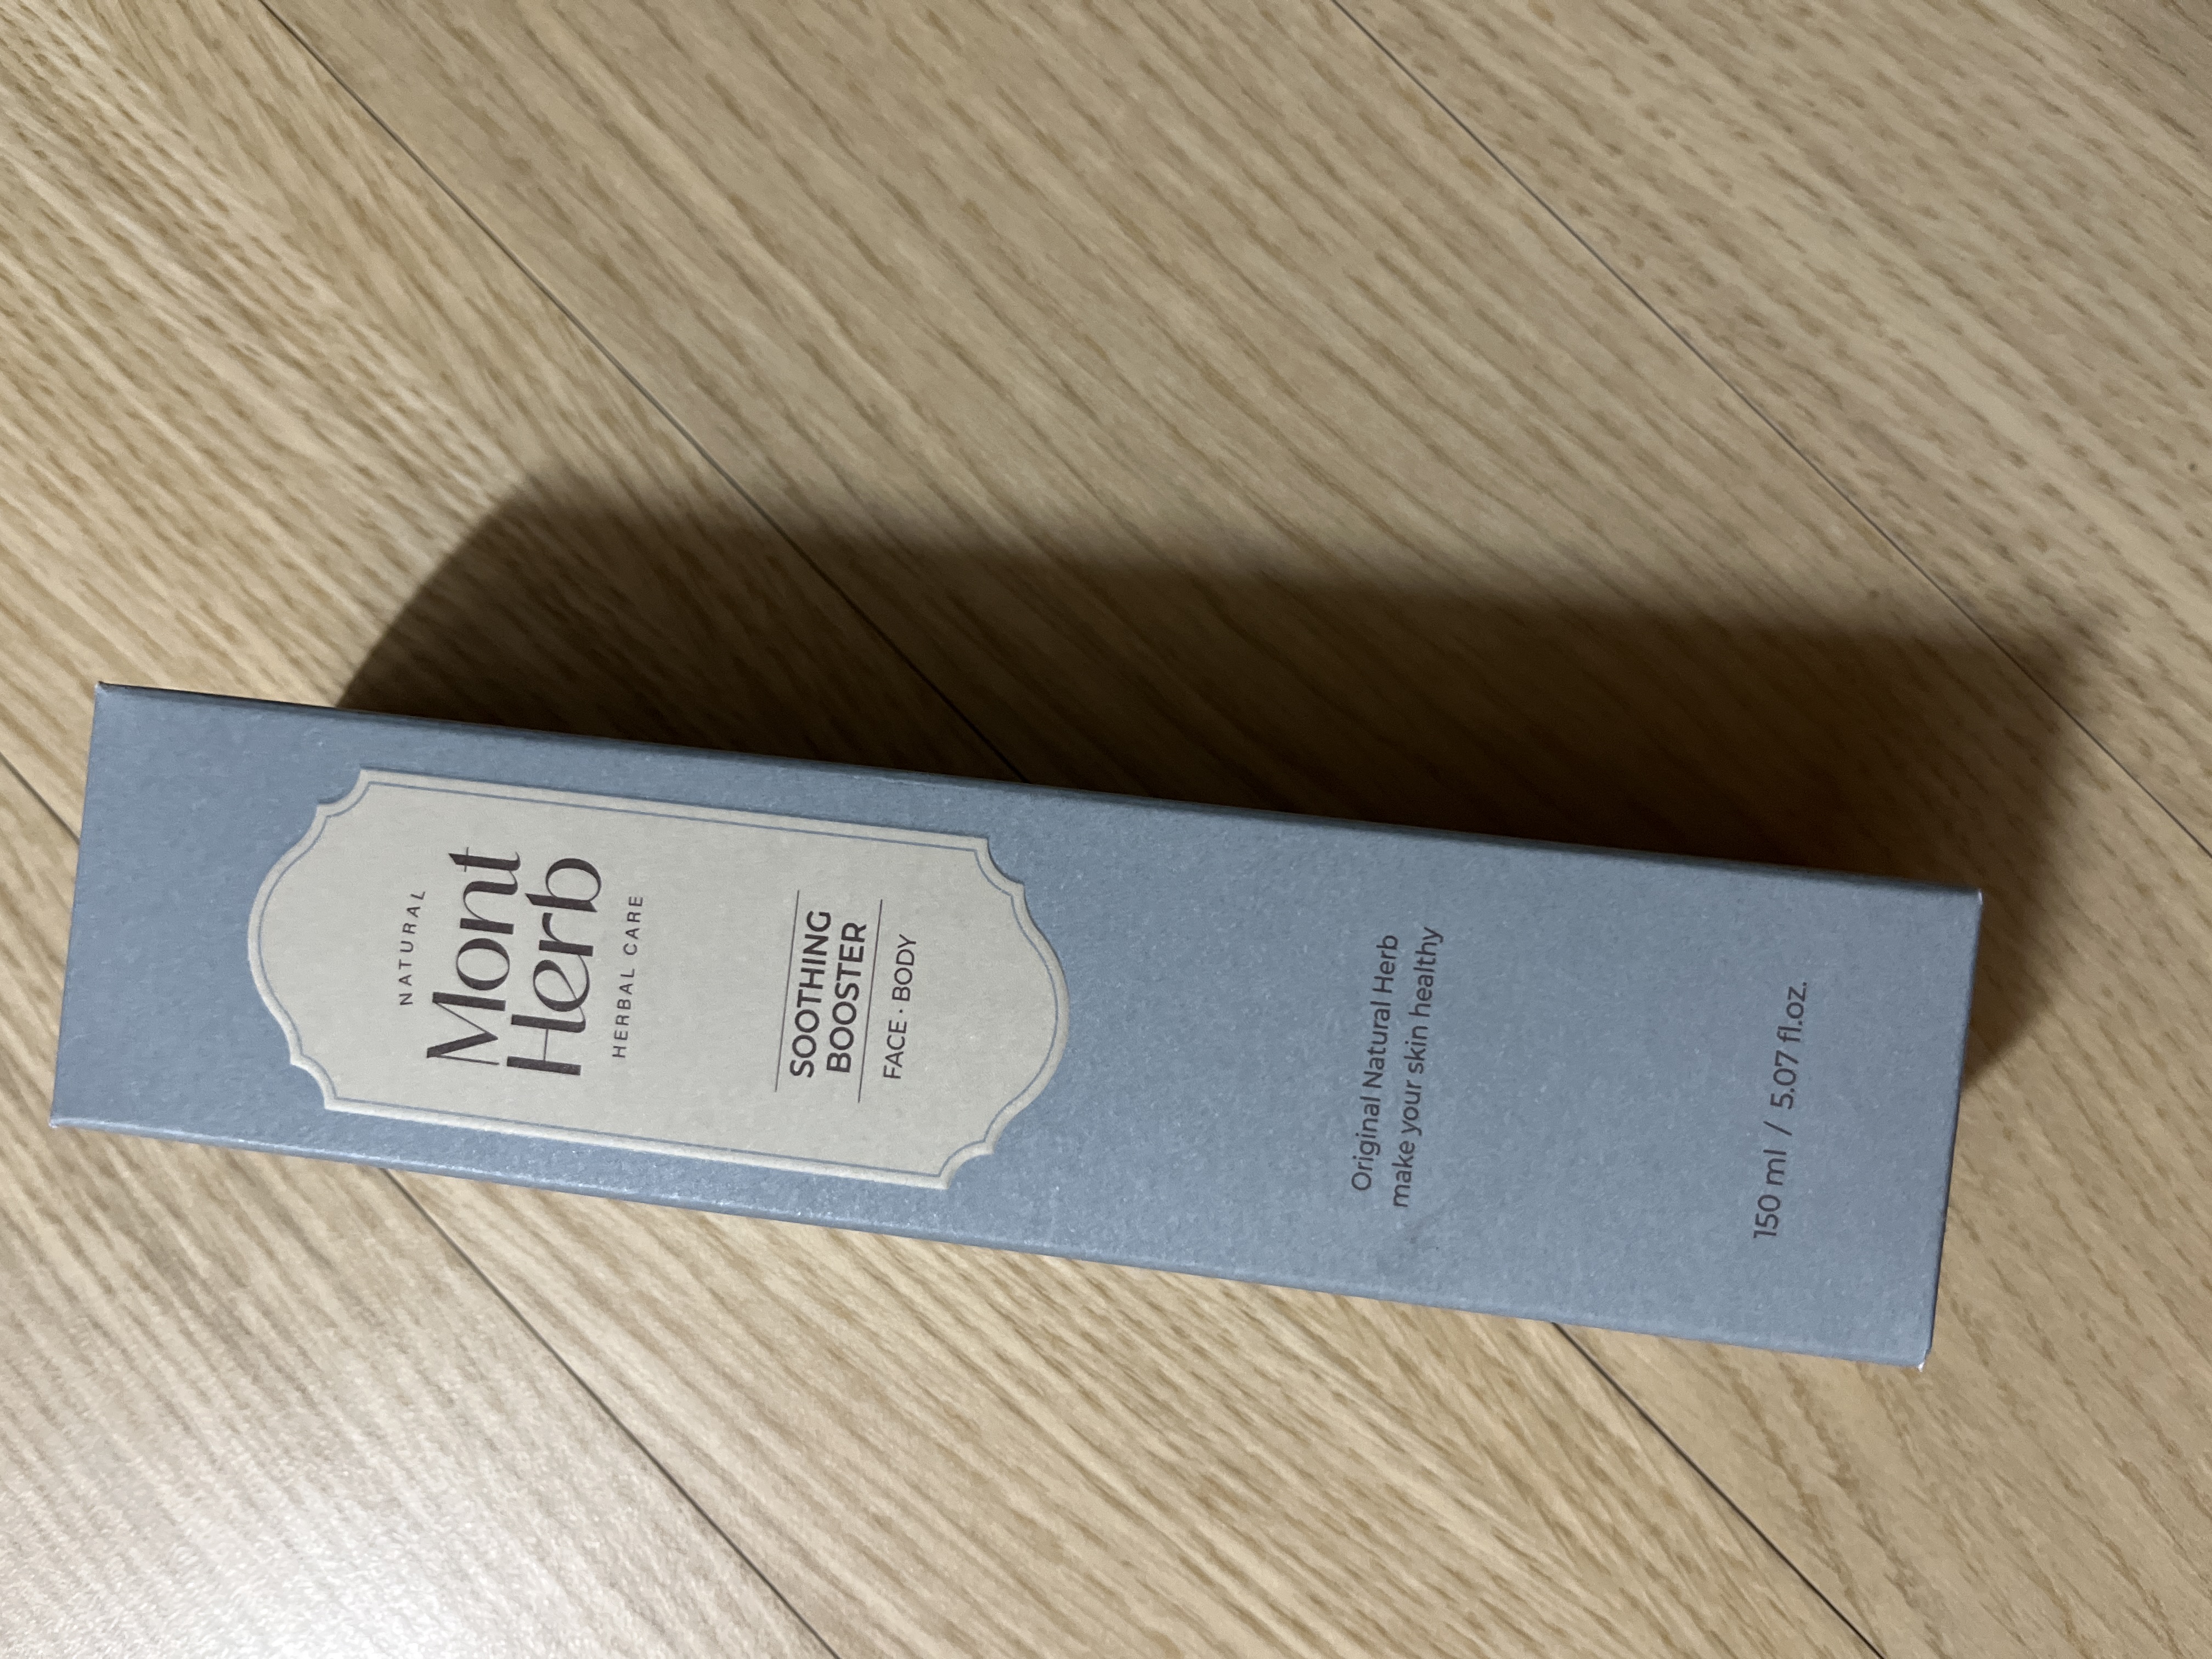 NATURAL
Mont
Herb
HERBAL CARE
SOOTHING
BOOSTER
FACE · BODY
Original Natural Herb
make your skin healthy
150 ml / 5.07 fl.oz.